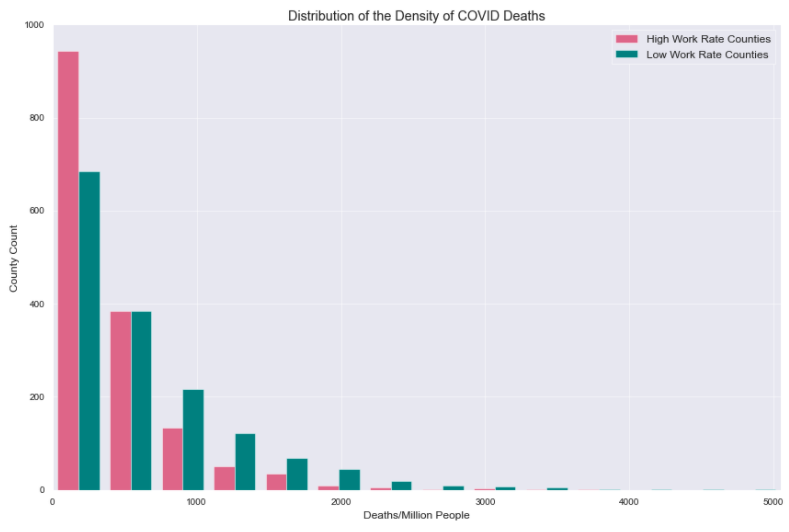 Distribution of the Density of COVID Deaths
High Work Rate Counties
Low Work Rate Counties
County Count
1000
800
600
400
200
0
0 1000 2000 3000 4000 5000
Deaths/Million People